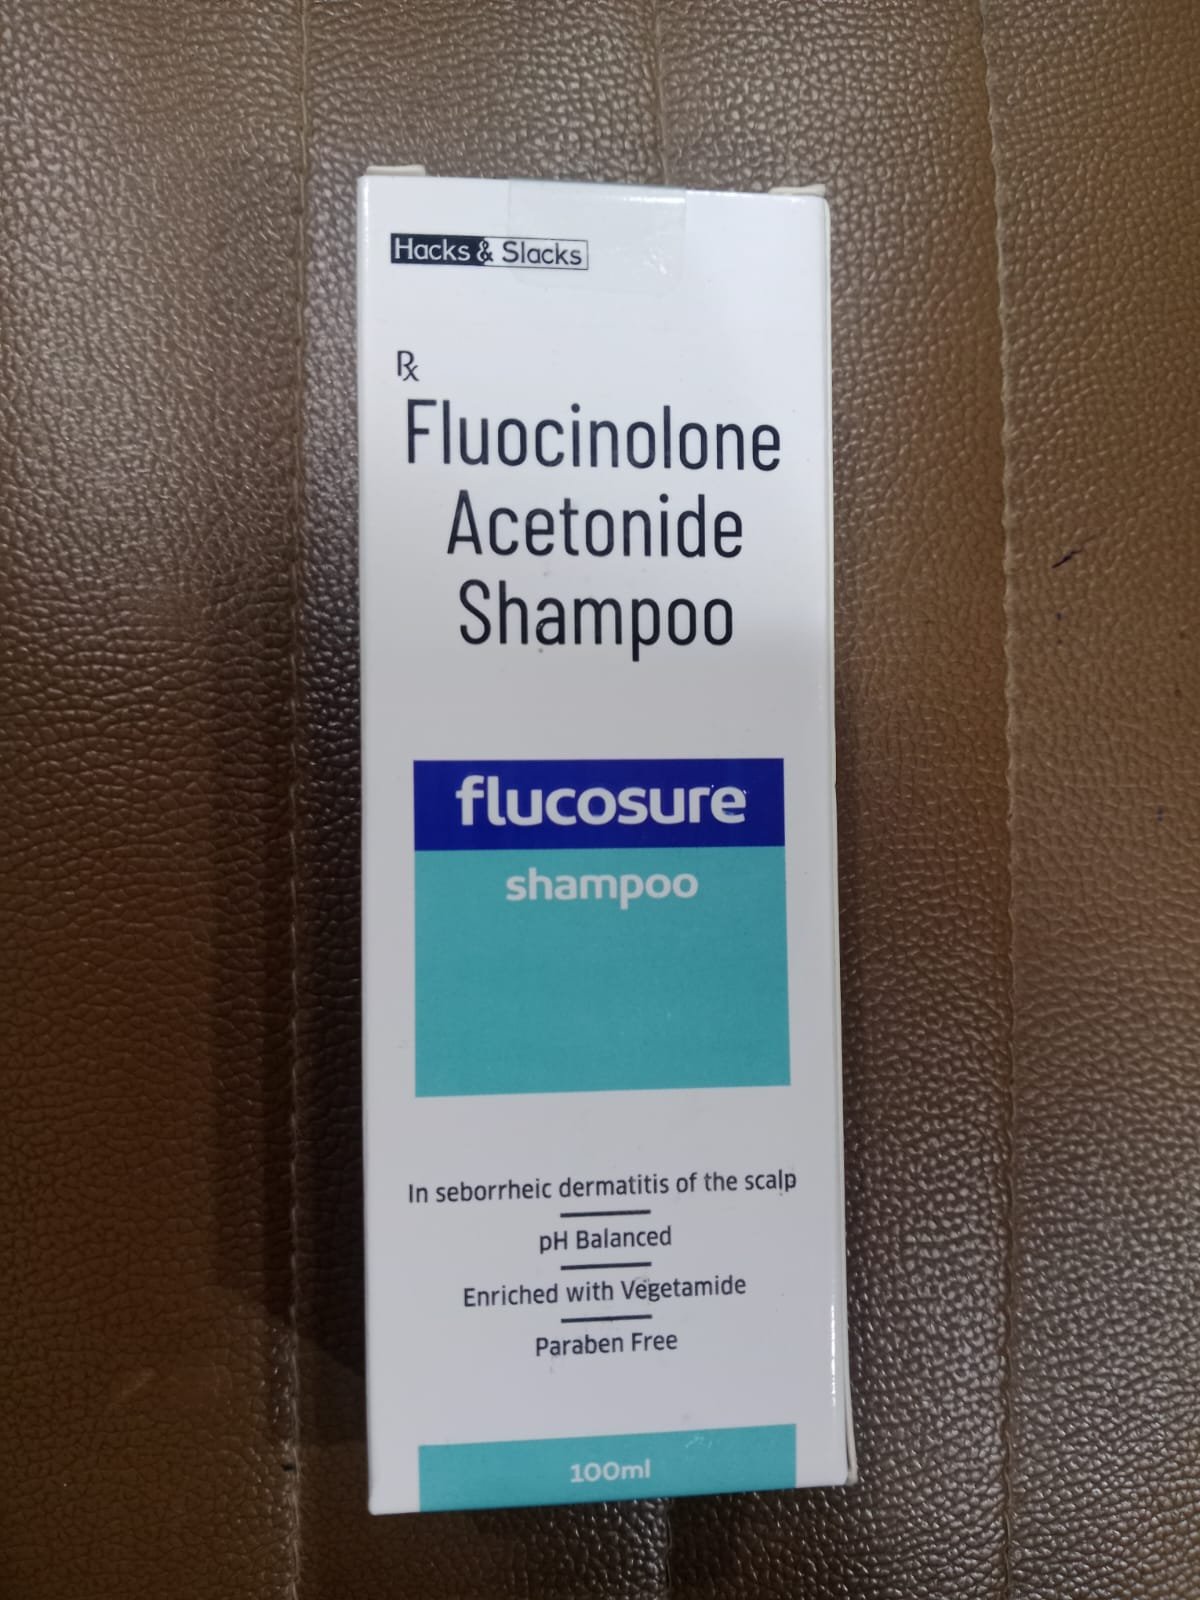 Hacks & Slacks
Rx
Fluocinolone
Acetonide
Shampoo
flucosure
shampoo
In seborrheic dermatitis of the scalp
pH Balanced
Enriched with Vegetamide
Paraben Free
100ml